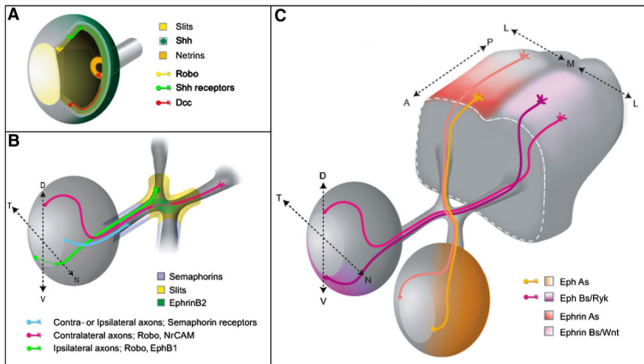 A
Slits
Shh
Netrins
Robo
Shh receptors
Dcc
B
D
T
N
V
Semaphorins
Slits
EphrinB2
Contra- or Ipsilateral axons; Semaphorin receptors
Contralateral axons; Robo, NrCAM
Ipsilateral axons; Robo, EphB1
C
L
P
M
A
L
D
T
N
V
Eph As
Eph Bs/Ryk
Ephrin As
Ephrin Bs/Wnt